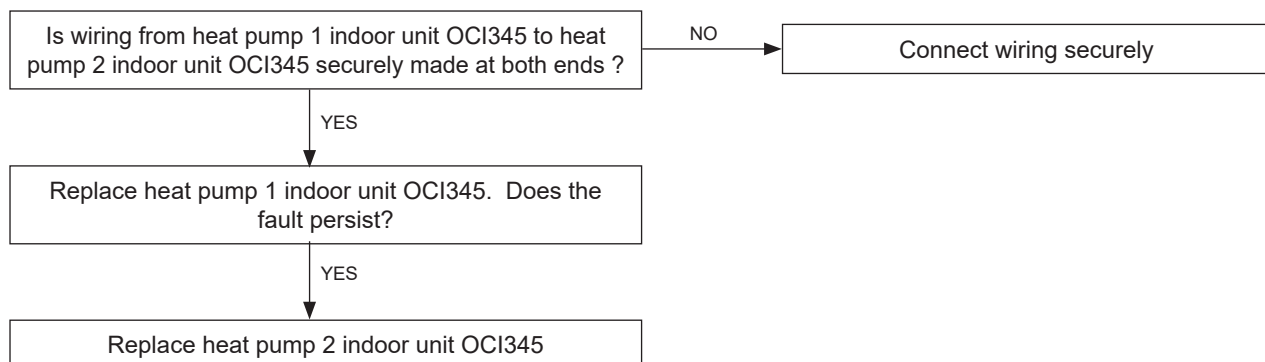 Is wiring from heat pump 1 indoor unit OCI345 to heat
pump 2 indoor unit OCI345 securely made at both ends ?
NO
Connect wiring securely
YES
Replace heat pump 1 indoor unit OCI345.  Does the
fault persist?
YES
Replace heat pump 2 indoor unit OCI345